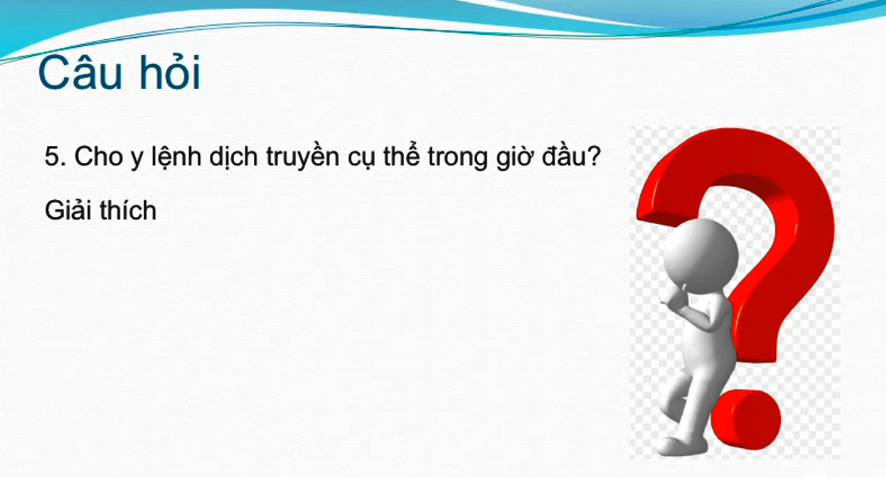 Câu hỏi
5. Cho y lệnh dịch truyền cụ thể trong giờ đầu?
Giải thích